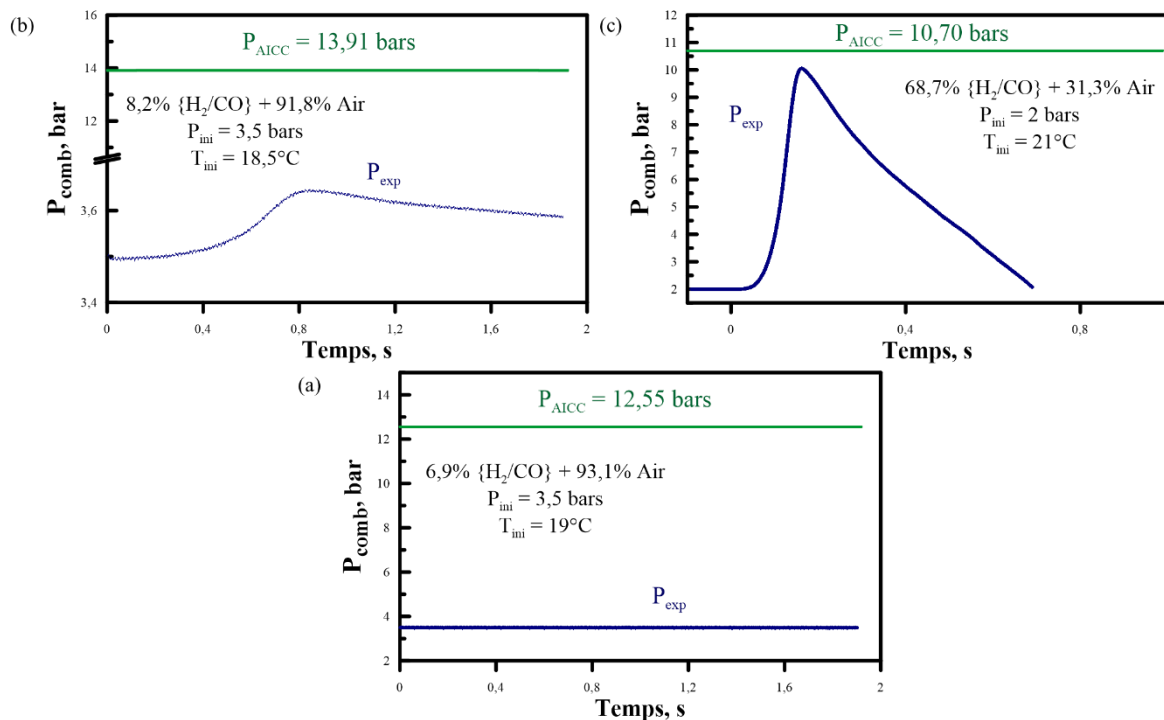 (b)
16
14
12
3,6
3,4
P_comb, bar
P_AICC = 13,91 bars
8,2% {H₂/CO} + 91,8% Air
P_ini = 3,5 bars
T_ini = 18,5°C
P_exp
0 0,4 0,8 1,2 1,6 2
Temps, s
(c)
12
11
10
9
8
7
6
5
4
3
2
P_comb, bar
P_AICC = 10,70 bars
68,7% {H₂/CO} + 31,3% Air
P_ini = 2 bars
T_ini = 21°C
P_exp
0 0,4 0,8
Temps, s
(a)
14
12
10
8
6
4
2
P_comb, bar
P_AICC = 12,55 bars
6,9% {H₂/CO} + 93,1% Air
P_ini = 3,5 bars
T_ini = 19°C
P_exp
0 0,4 0,8 1,2 1,6 2
Temps, s